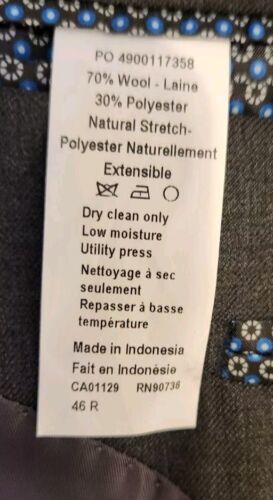 PO 4900117358
70% Wool - Laine
30% Polyester
Natural Stretch-
Polyester Naturellement
Extensible
Dry clean only
Low moisture
Utility press
Nettoyage à sec
seulement
Repasser à basse
température
Made in Indonesia
Fait en Indonésie
CA01129 RN90736
46 R